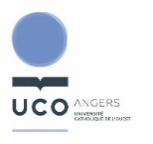 UCO ANGERS
UNIVERSITÉ
CATHOLIQUE DE L'OUEST